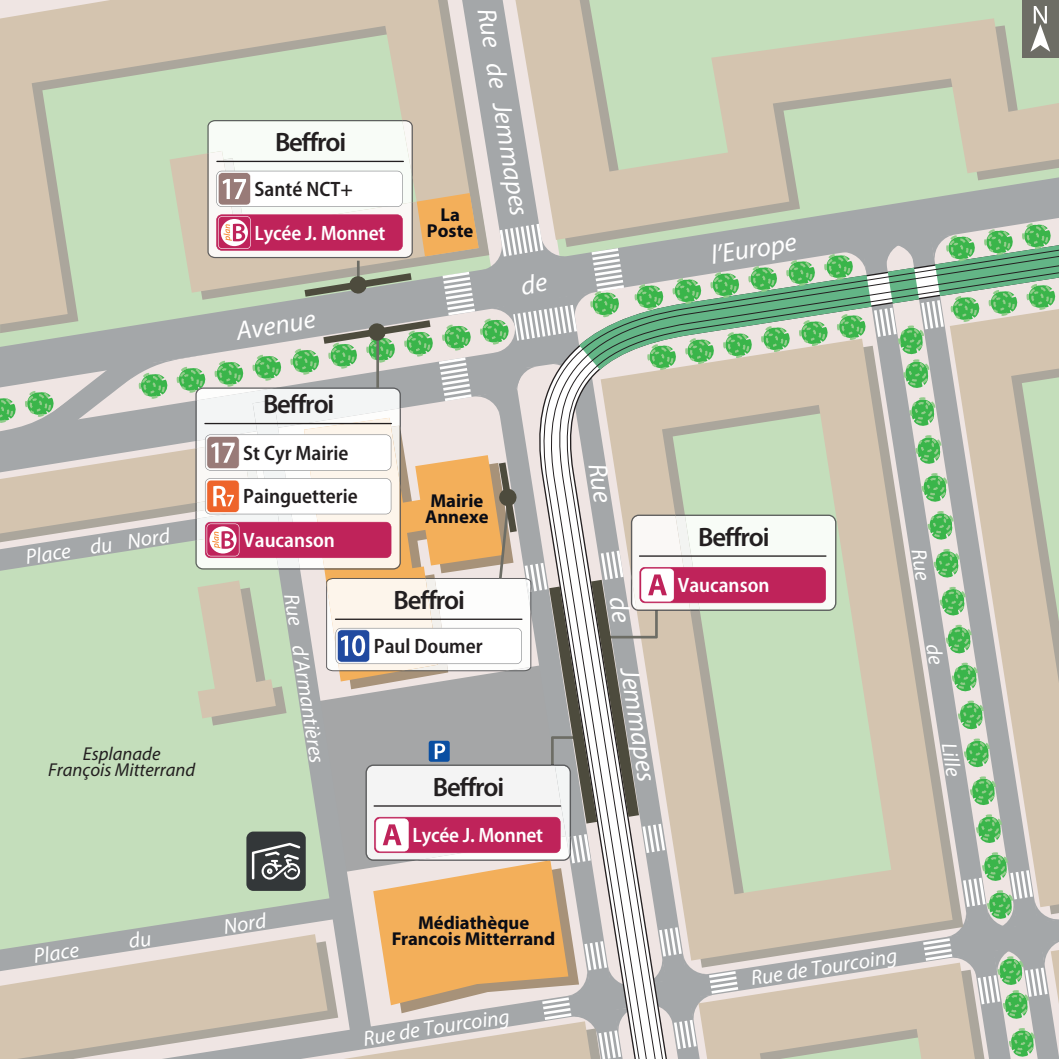 N
Rue de Jemmapes
Beffroi
17 Santé NCT+
plan B Lycée J. Monnet
La
Poste
Avenue de l'Europe
Beffroi
17 St Cyr Mairie
R7 Painguetterie
plan B Vaucanson
Mairie
Annexe
Place du Nord
Rue d'Armantières
Beffroi
10 Paul Doumer
Beffroi
A Vaucanson
Rue de Jemmapes
Rue de Lille
Esplanade
François Mitterrand
P
Beffroi
A Lycée J. Monnet
Médiathèque
Francois Mitterrand
Place du Nord
Rue de Tourcoing
Rue de Tourcoing